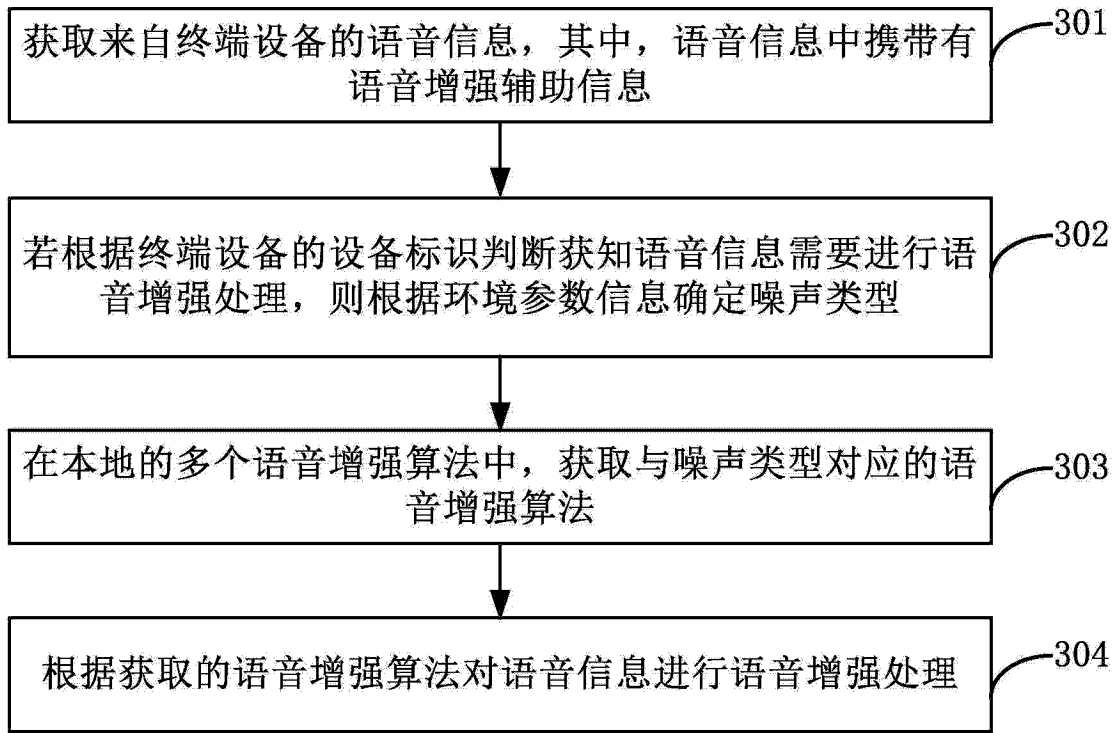 获取来自终端设备的语音信息，其中，语音信息中携带有
语音增强辅助信息
301
若根据终端设备的设备标识判断获知语音信息需要进行语
音增强处理，则根据环境参数信息确定噪声类型
302
在本地的多个语音增强算法中，获取与噪声类型对应的语
音增强算法
303
根据获取的语音增强算法对语音信息进行语音增强处理
304